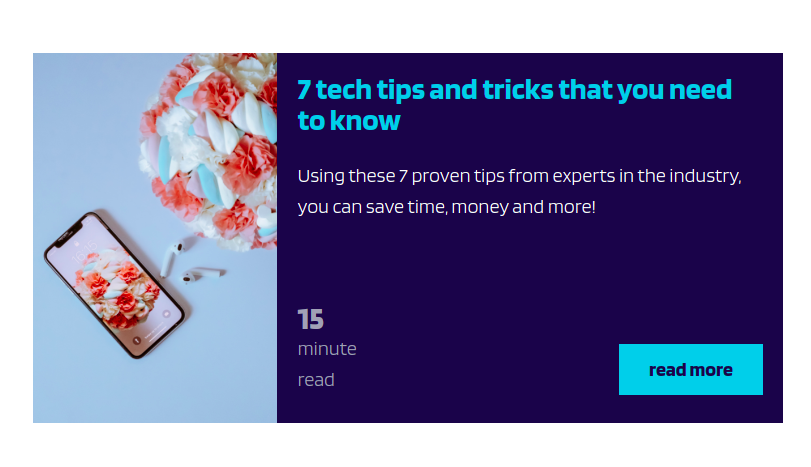 7 tech tips and tricks that you need
to know
Using these 7 proven tips from experts in the industry,
you can save time, money and more!
15
minute
read
read more